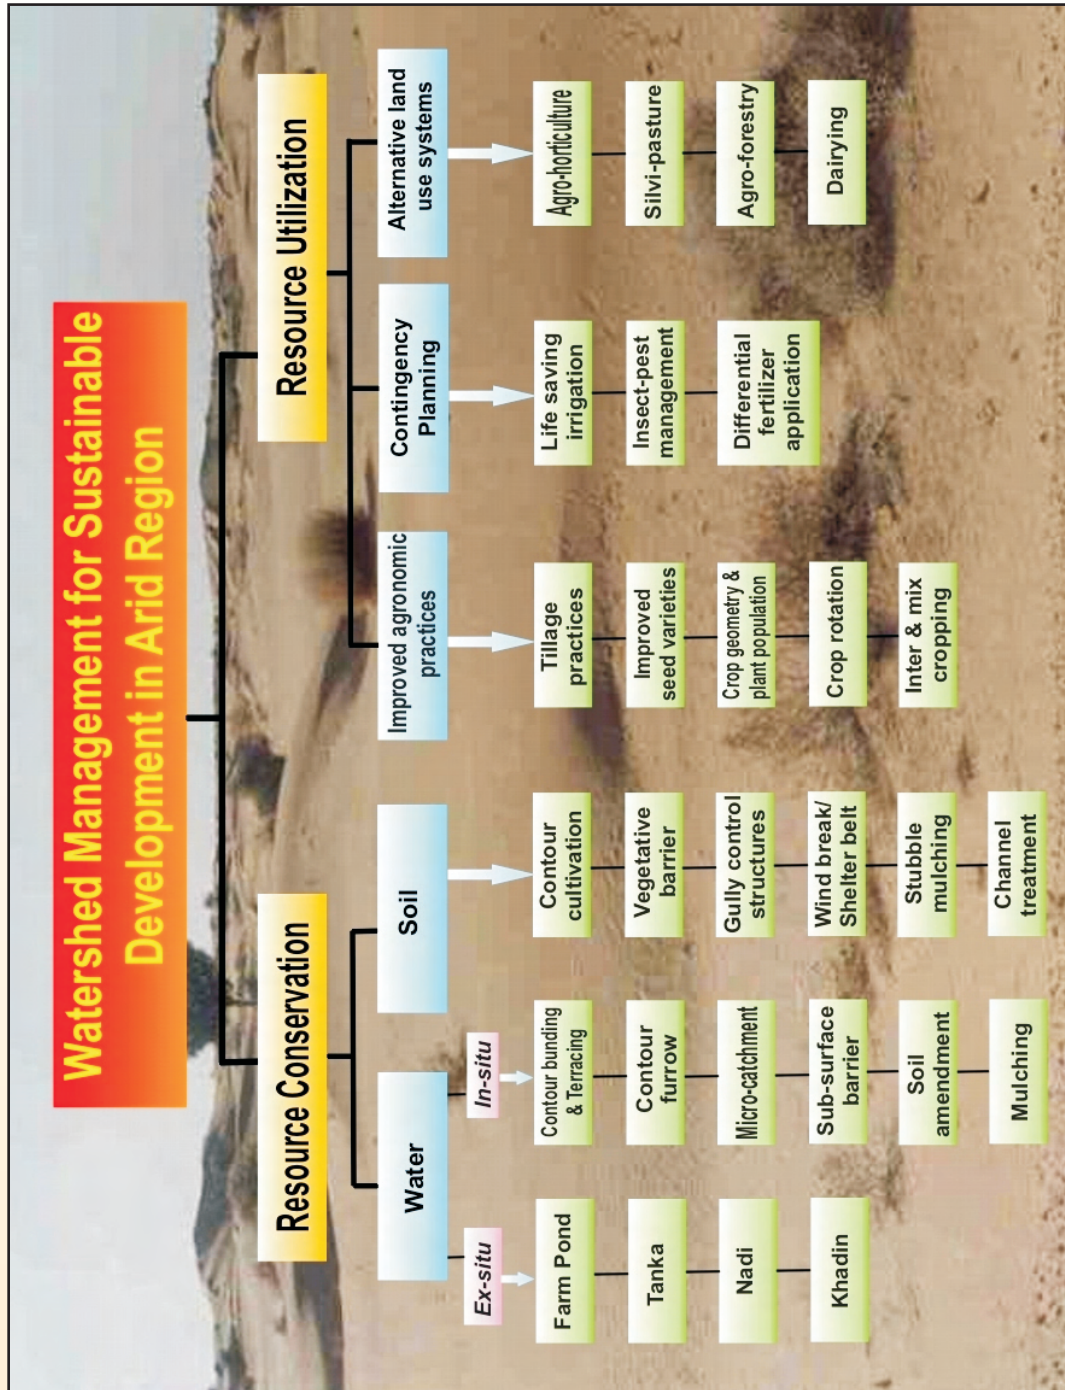 Watershed Management for Sustainable
Development in Arid Region
Resource Conservation
Resource Utilization
Water
Soil
Improved agronomic
practices
Contingency
Planning
Alternative land
use systems
Ex-situ
In-situ
Farm Pond
Tanka
Nadi
Khadin
Contour bunding
& Terracing
Contour
furrow
Micro-catchment
Sub-surface
barrier
Soil
amendment
Mulching
Contour
cultivation
Vegetative
barrier
Gully control
structures
Wind break/
Shelter belt
Stubble
mulching
Channel
treatment
Tillage
practices
Improved
seed varieties
Crop geometry &
plant population
Crop rotation
Inter & mix
cropping
Life saving
irrigation
Insect-pest
management
Differential
fertilizer
application
Agro-horticulture
Silvi-pasture
Agro-forestry
Dairying